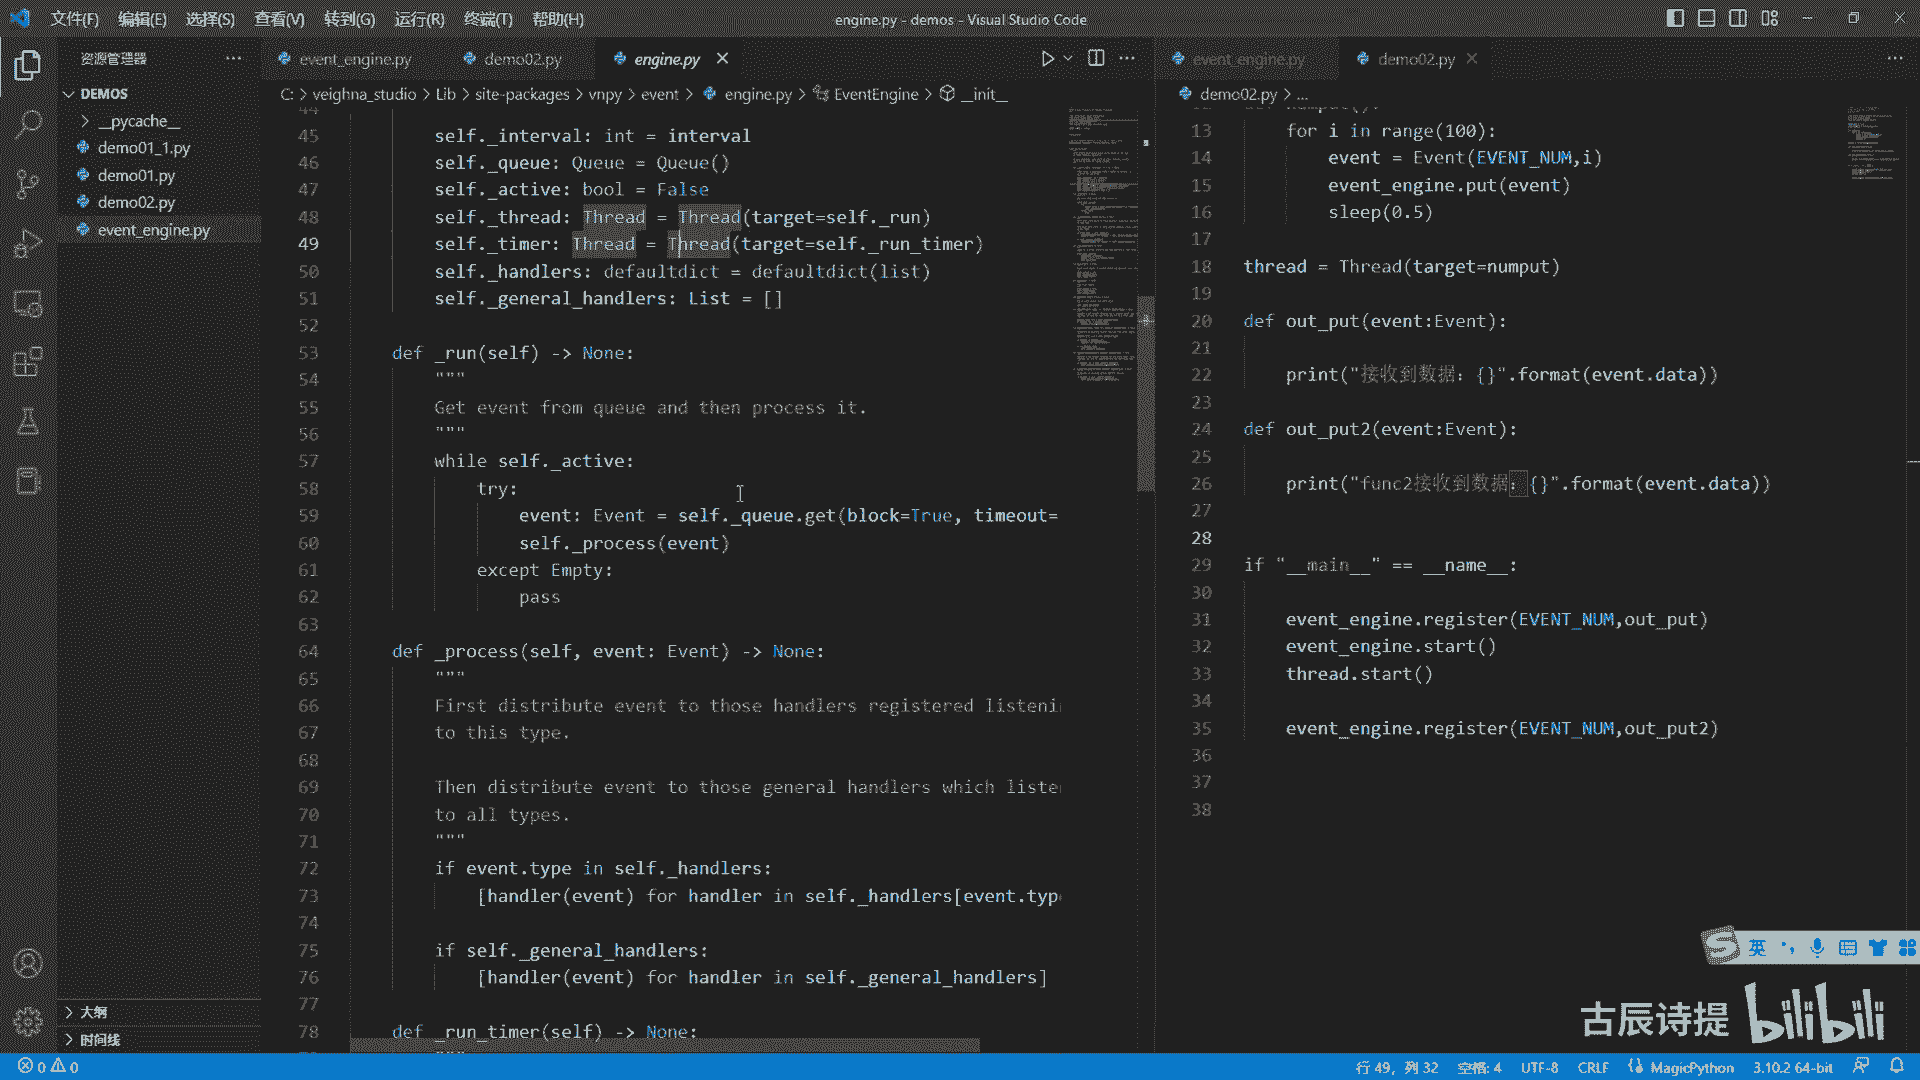 文件(F) 编辑(E) 选择(S) 查看(V) 转到(G) 运行(R) 终端(T) 帮助(H)
engine.py - demos - Visual Studio Code
资源管理器
DEMOS
__pycache__
demo01_1.py
demo01.py
demo02.py
event_engine.py
大纲
时间线
event_engine.py demo02.py engine.py
C: > veighna_studio > Lib > site-packages > vnpy > event > engine.py > EventEngine > __init__
44
45 self._interval: int = interval
46 self._queue: Queue = Queue()
47 self._active: bool = False
48 self._thread: Thread = Thread(target=self._run)
49 self._timer: Thread = Thread(target=self._run_timer)
50 self._handlers: defaultdict = defaultdict(list)
51 self._general_handlers: List = []
52
53 def _run(self) -> None:
54 """
55 Get event from queue and then process it.
56 """
57 while self._active:
58 try:
59 event: Event = self._queue.get(block=True, timeout=
60 self._process(event)
61 except Empty:
62 pass
63
64 def _process(self, event: Event) -> None:
65 """
66 First distribute event to those handlers registered listeni
67 to this type.
68
69 Then distribute event to those general handlers which liste
70 to all types.
71 """
72 if event.type in self._handlers:
73 [handler(event) for handler in self._handlers[event.typ
74
75 if self._general_handlers:
76 [handler(event) for handler in self._general_handlers]
77
78 def _run_timer(self) -> None:
event_engine.py demo02.py
demo02.py > ...
13 for i in range(100):
14 event = Event(EVENT_NUM,i)
15 event_engine.put(event)
16 sleep(0.5)
17
18 thread = Thread(target=numput)
19
20 def out_put(event:Event):
21
22 print("接收到数据：{}".format(event.data))
23
24 def out_put2(event:Event):
25
26 print("func2接收到数据：{}".format(event.data))
27
28
29 if "__main__" == __name__:
30
31 event_engine.register(EVENT_NUM,out_put)
32 event_engine.start()
33 thread.start()
34
35 event_engine.register(EVENT_NUM,out_put2)
36
37
38
英
古辰诗提 bilibili
0 0
行 49，列 32 空格: 4 UTF-8 CRLF MagicPython 3.10.2 64-bit